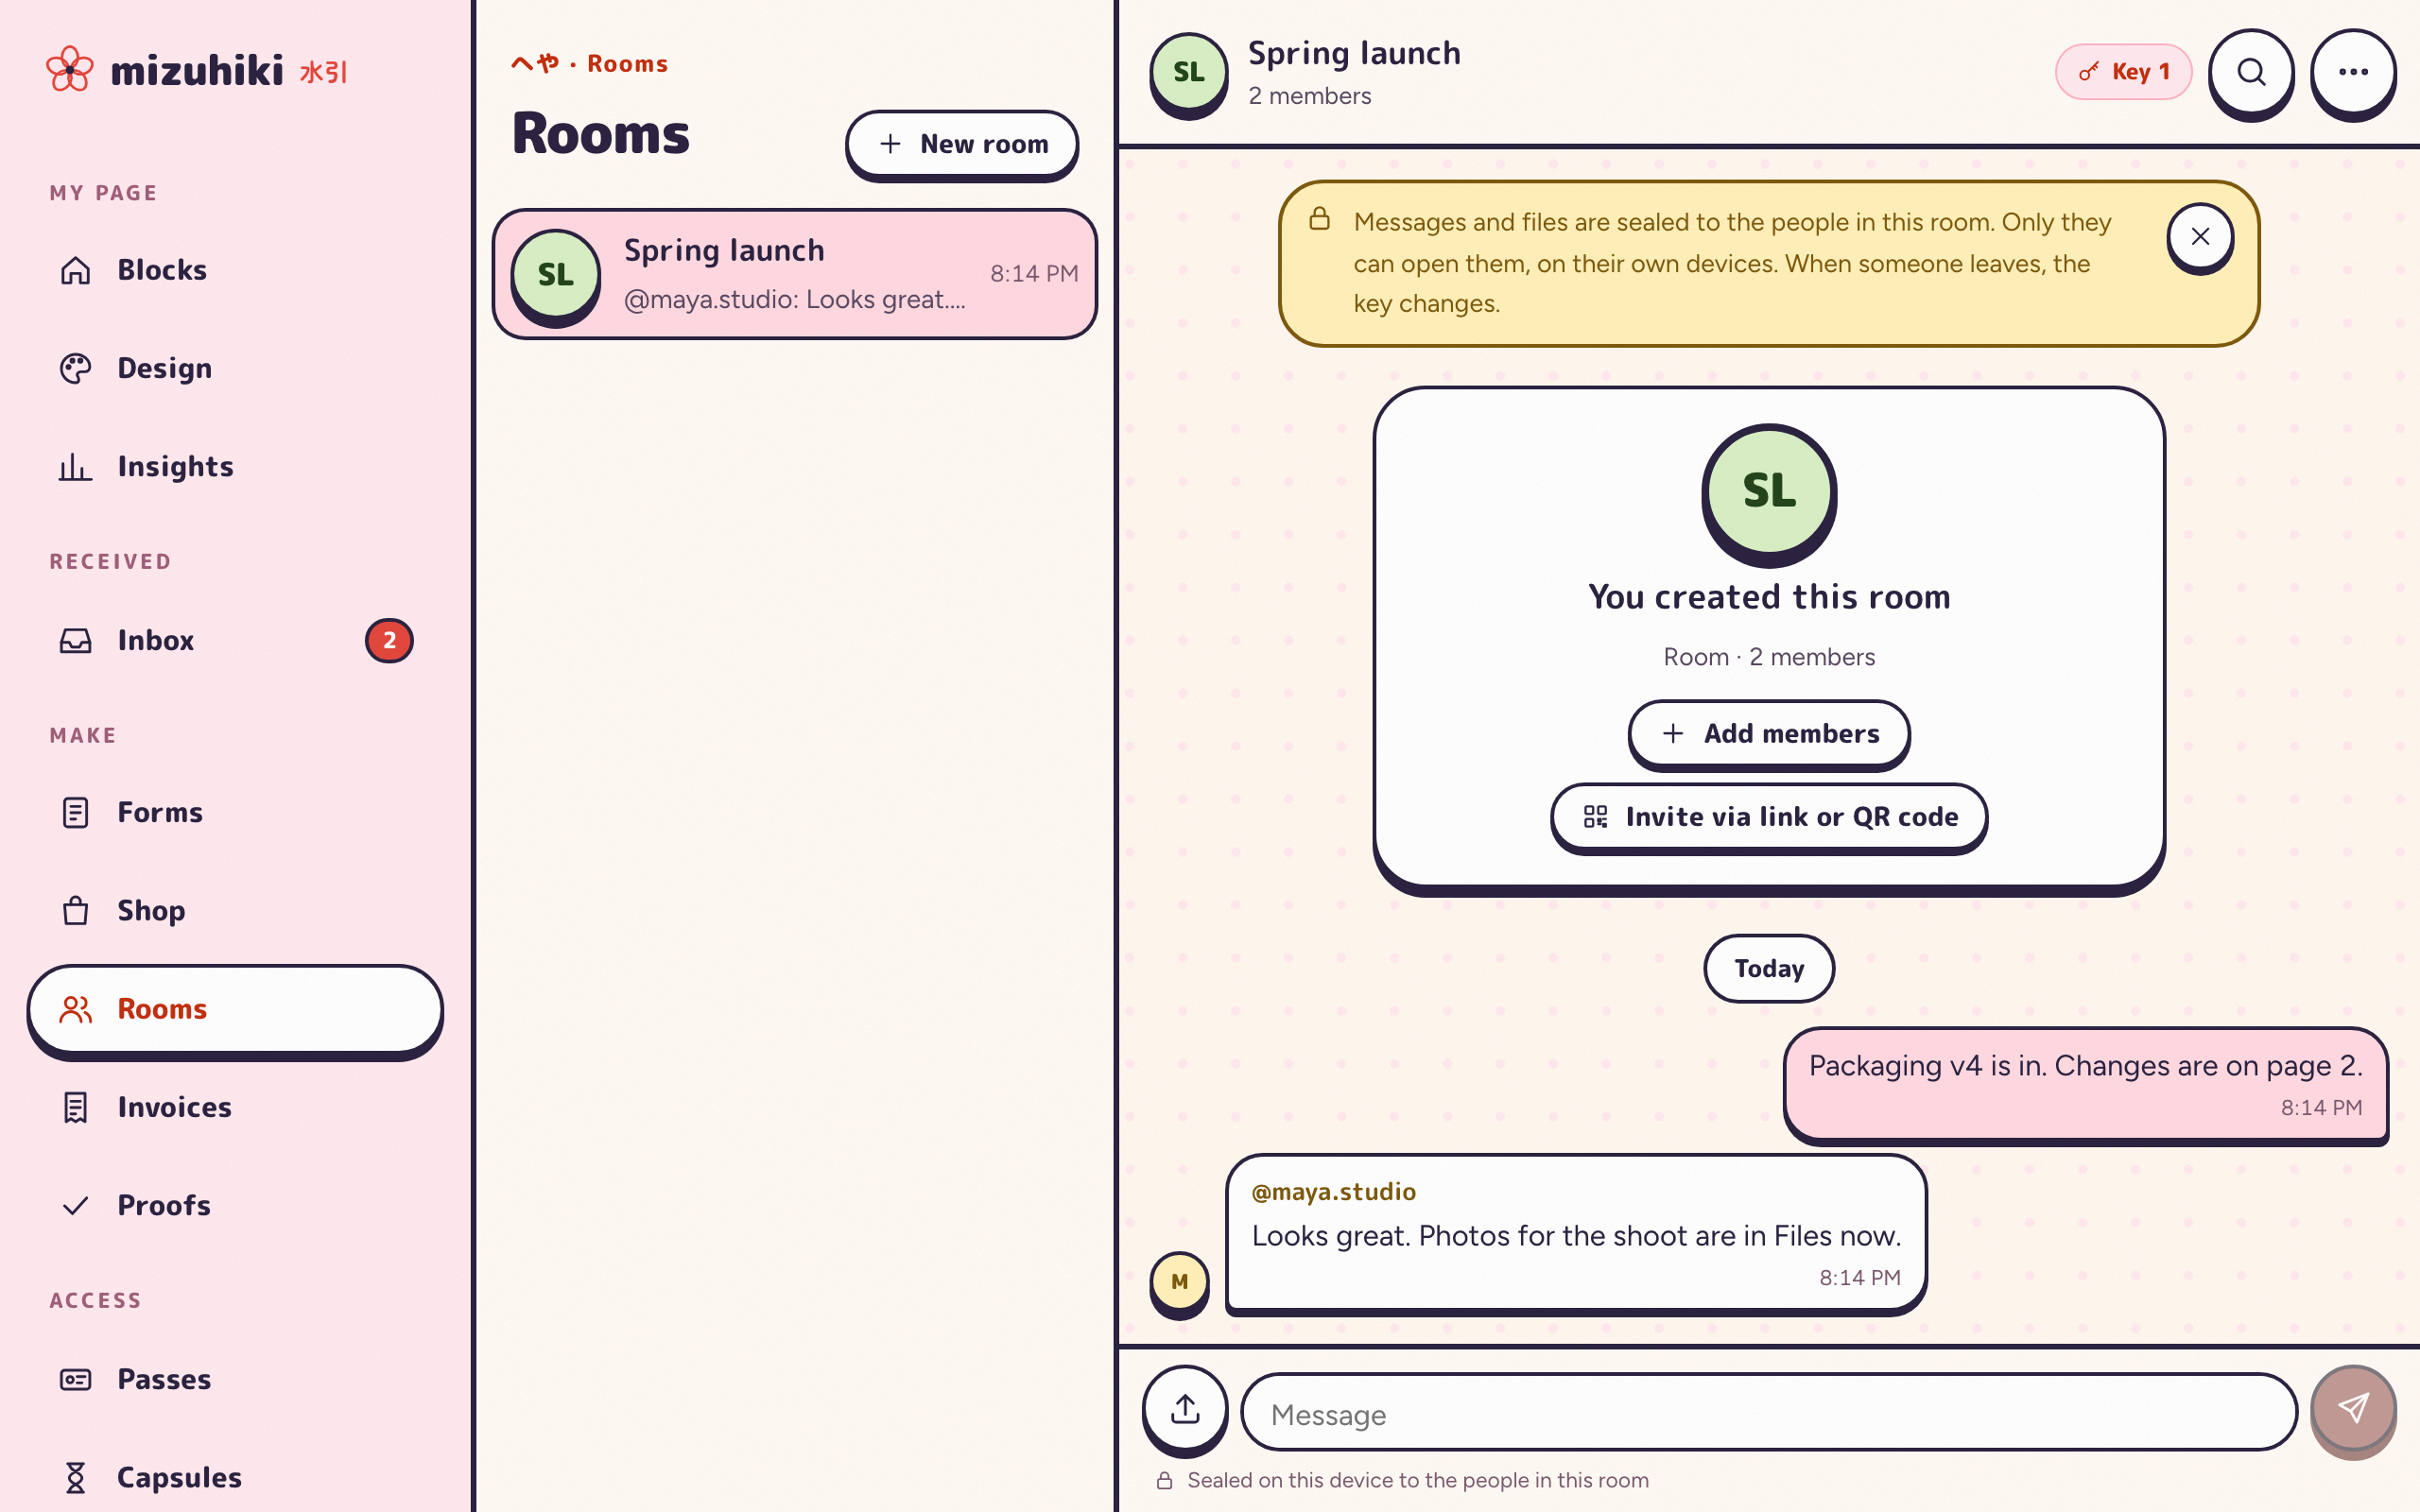 mizuhiki 水引
MY PAGE
Blocks
Design
Insights
RECEIVED
Inbox
2
MAKE
Forms
Shop
Rooms
Invoices
Proofs
ACCESS
Passes
Capsules
へや · Rooms
Rooms
New room
SL
Spring launch
@maya.studio: Looks great....
8:14 PM
SL
Spring launch
2 members
Key 1
Messages and files are sealed to the people in this room. Only they
can open them, on their own devices. When someone leaves, the
key changes.
SL
You created this room
Room · 2 members
Add members
Invite via link or QR code
Today
Packaging v4 is in. Changes are on page 2.
8:14 PM
@maya.studio
Looks great. Photos for the shoot are in Files now.
8:14 PM
M
Message
Sealed on this device to the people in this room